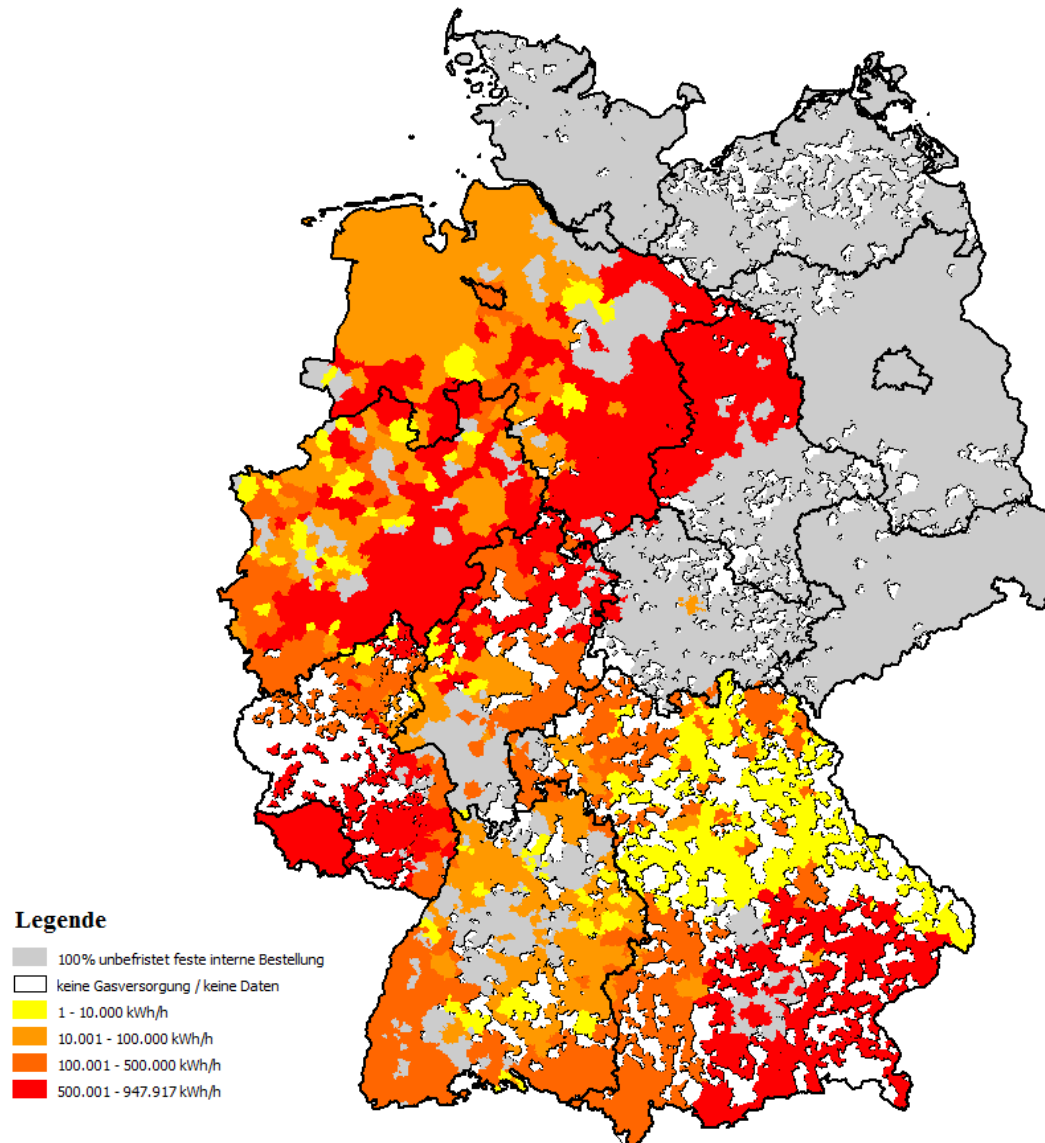 Legende
100% unbefristet feste interne Bestellung
keine Gasversorgung / keine Daten
1 - 10.000 kWh/h
10.001 - 100.000 kWh/h
100.001 - 500.000 kWh/h
500.001 - 947.917 kWh/h